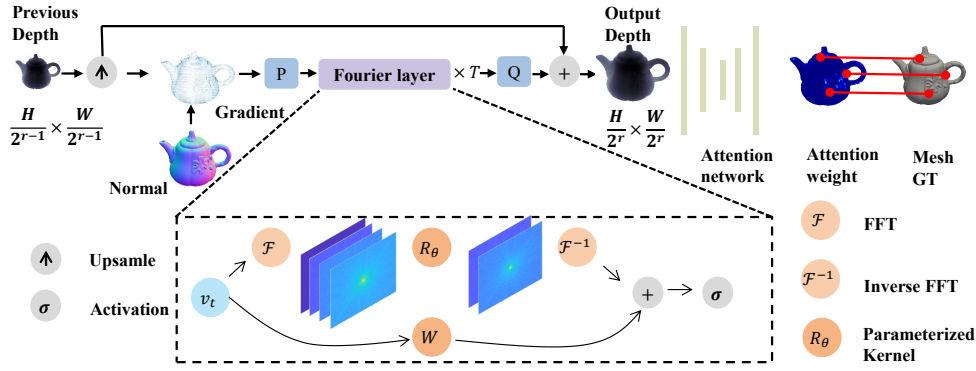 Previous
Depth
H/2^{r-1} × W/2^{r-1}
Gradient
Normal
P
Fourier layer
× T
Q
+
Output
Depth
H/2^r × W/2^r
Attention
network
Attention
weight
Mesh
GT
Upsamle
σ
Activation
v_t
ℱ
R_θ
ℱ^{-1}
W
+
σ
ℱ
FFT
ℱ^{-1}
Inverse FFT
R_θ
Parameterized
Kernel